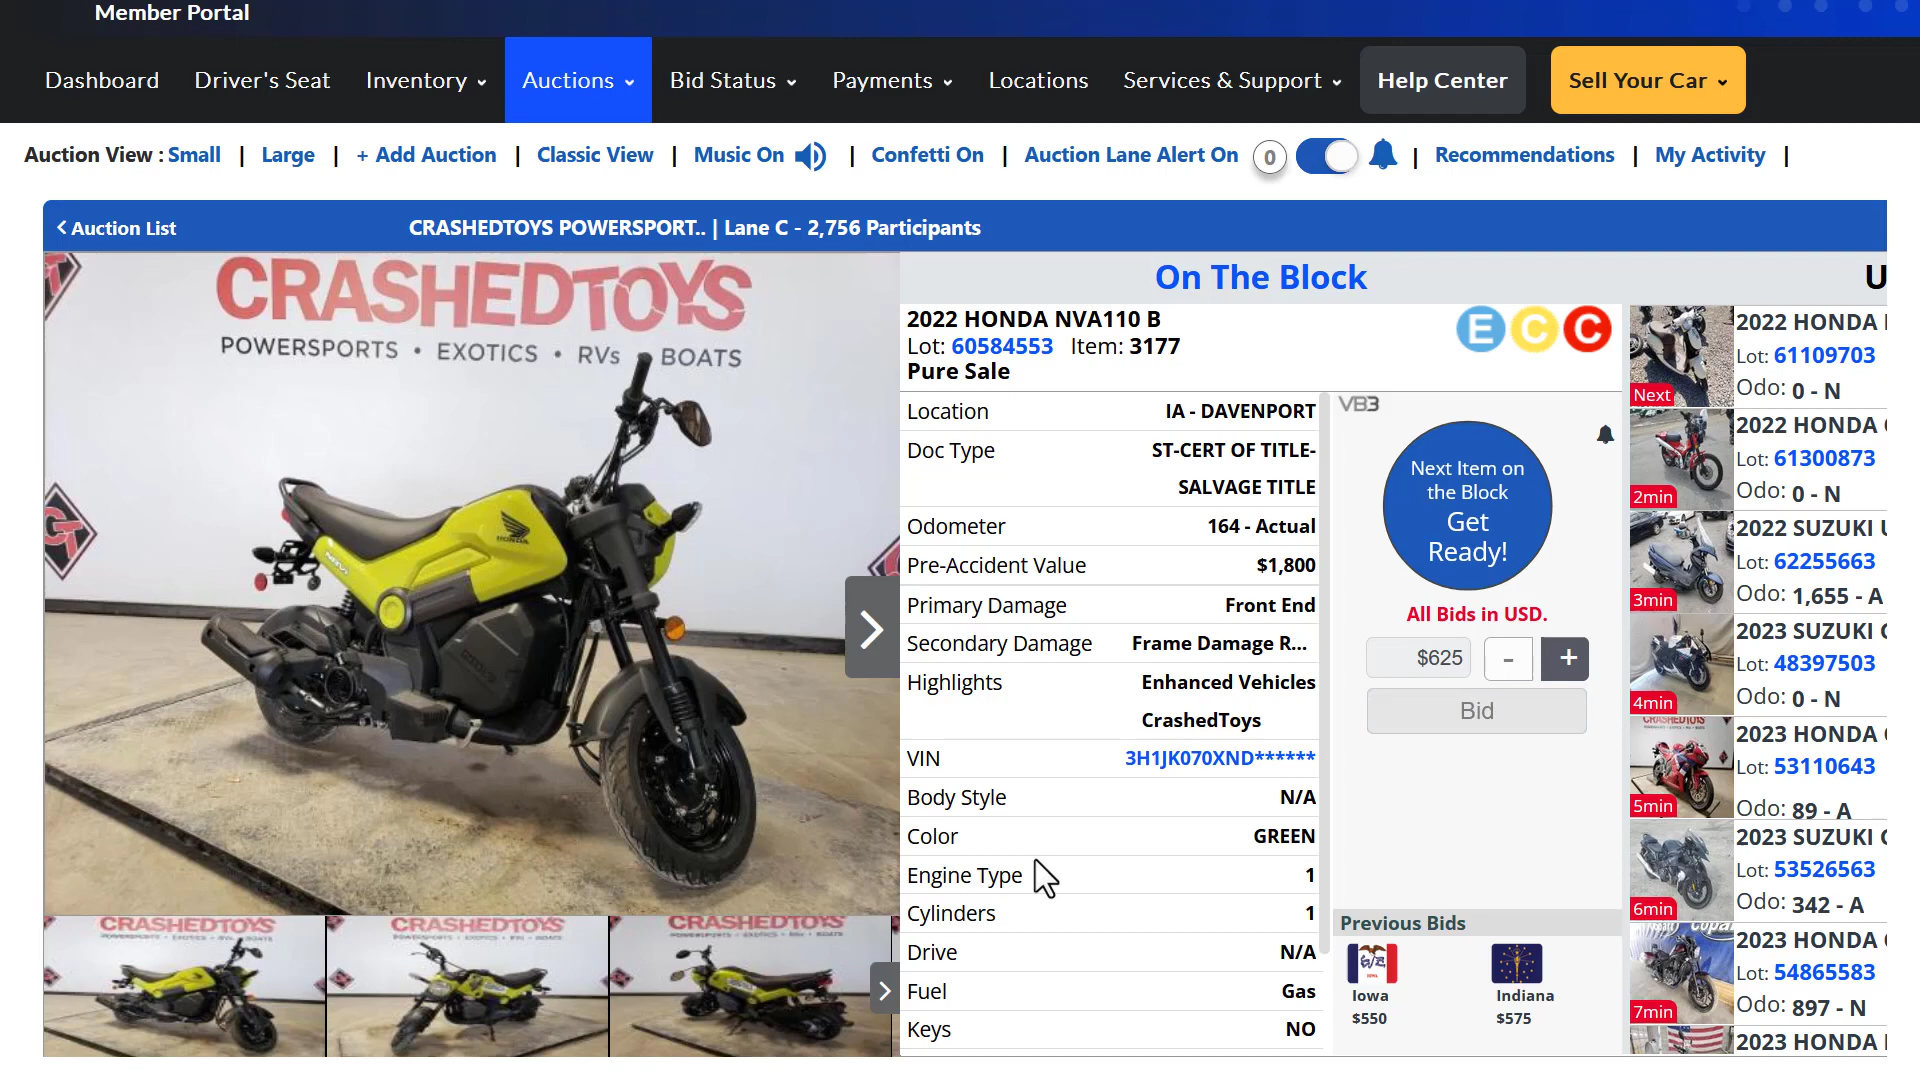 Member Portal
Dashboard Driver's Seat Inventory Auctions Bid Status Payments Locations Services & Support Help Center Sell Your Car
Auction View : Small | Large | + Add Auction | Classic View | Music On | Confetti On | Auction Lane Alert On 0 | Recommendations | My Activity |
Auction List
CRASHEDTOYS POWERSPORT.. | Lane C - 2,756 Participants
CRASHEDTOYS
POWERSPORTS • EXOTICS • RVs • BOATS
HONDA
On The Block
U
2022 HONDA NVA110 B
Lot: 60584553 Item: 3177
Pure Sale
E C C
Location IA - DAVENPORT
Doc Type ST-CERT OF TITLE-
SALVAGE TITLE
Odometer 164 - Actual
Pre-Accident Value $1,800
Primary Damage Front End
Secondary Damage Frame Damage R...
Highlights Enhanced Vehicles
CrashedToys
VIN 3H1JK070XND******
Body Style N/A
Color GREEN
Engine Type 1
Cylinders 1
Drive N/A
Fuel Gas
Keys NO
VB3
Next Item on
the Block
Get
Ready!
All Bids in USD.
$625 - +
Bid
Previous Bids
Iowa
$550
Indiana
$575
2022 HONDA
Lot: 61109703
Odo: 0 - N
Next
2022 HONDA
Lot: 61300873
Odo: 0 - N
2min
2022 SUZUKI
Lot: 62255663
Odo: 1,655 - A
3min
2023 SUZUKI
Lot: 48397503
Odo: 0 - N
4min
2023 HONDA
Lot: 53110643
Odo: 89 - A
5min
2023 SUZUKI
Lot: 53526563
Odo: 342 - A
6min
2023 HONDA
Lot: 54865583
Odo: 897 - N
7min
2023 HONDA
CRASHEDTOYS
CRASHEDTOYS
CRASHEDTOYS